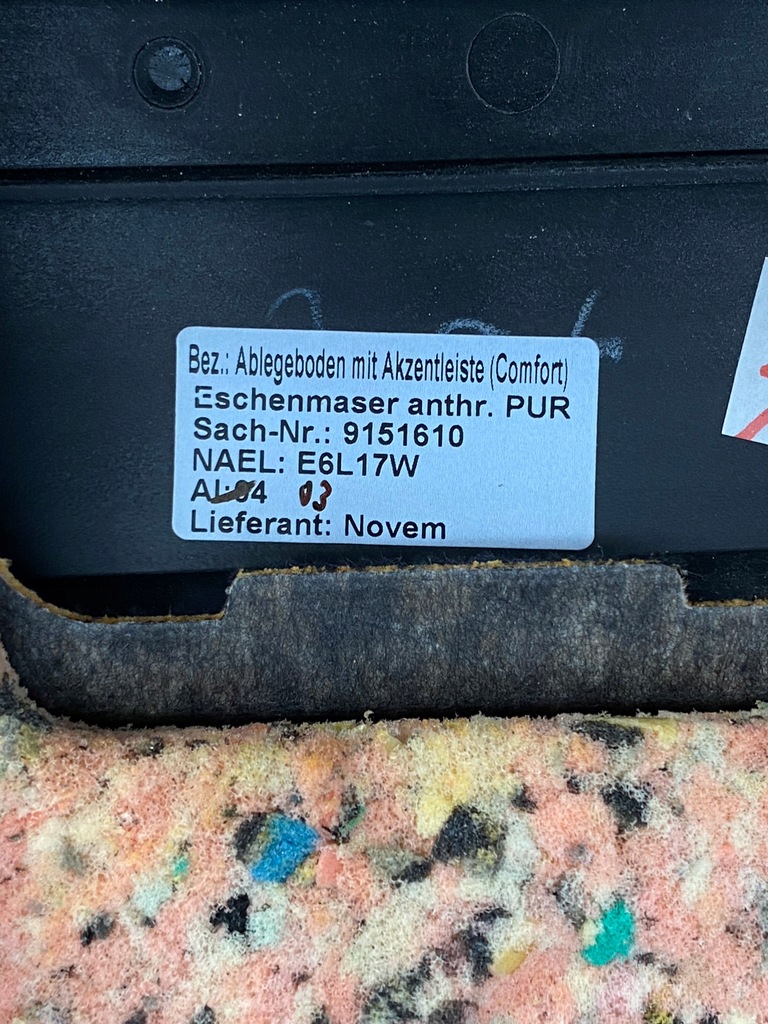 Bez.: Ablegeboden mit Akzentleiste (Comfort)
Eschenmaser anthr. PUR
Sach-Nr.: 9151610
NAEL: E6L17W
AI: 04 03
Lieferant: Novem